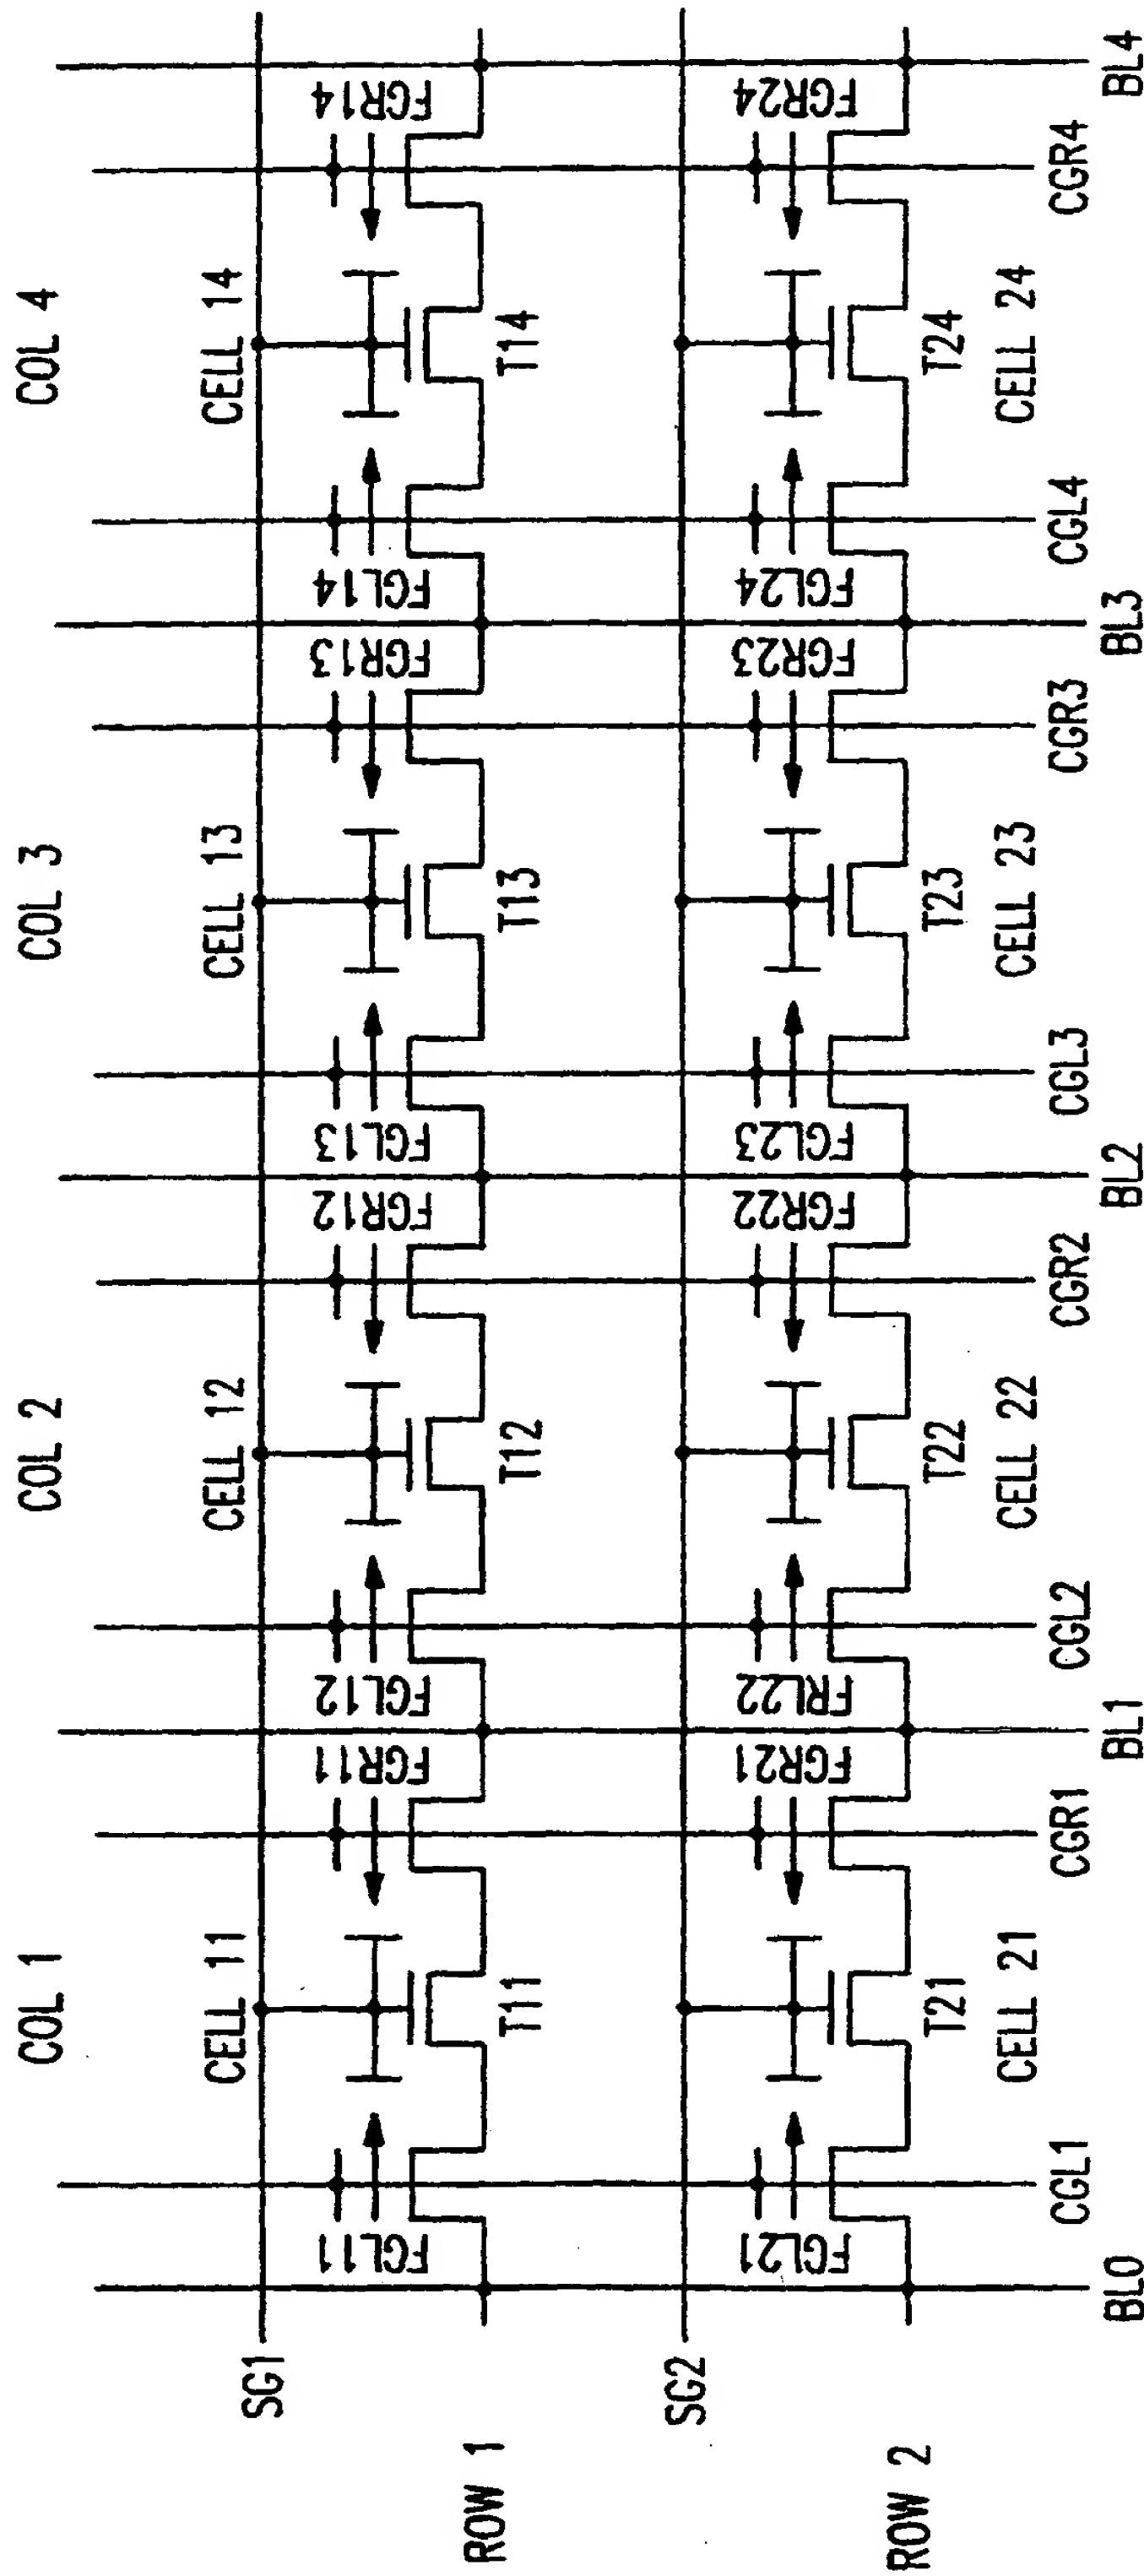 COL 1
COL 2
COL 3
COL 4
CELL 11
CELL 12
CELL 13
CELL 14
SG1
FGL11
FGR11
FGL12
FGR12
FGL13
FGR13
FGL14
FGR14
T11
T12
T13
T14
ROW 1
SG2
FGL21
FGR21
FRL22
FGR22
FGL23
FGR23
FGL24
FGR24
T21
T22
T23
T24
ROW 2
CELL 21
CELL 22
CELL 23
CELL 24
CGL1
CGR1
CGL2
CGR2
CGL3
CGR3
CGL4
CGR4
BL0
BL1
BL2
BL3
BL4